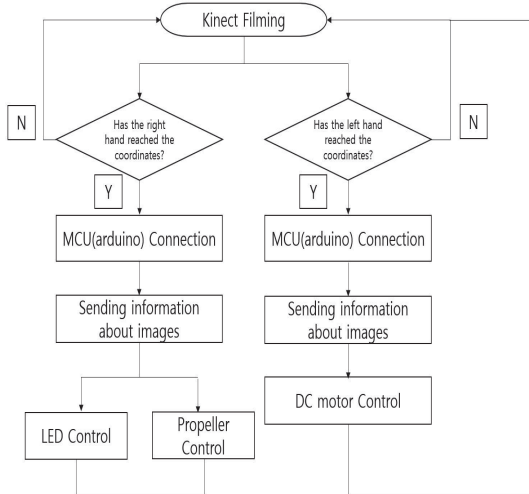 Kinect Filming
N
Has the right
hand reached the
coordinates?
Has the left hand
reached the
coordinates?
N
Y
Y
MCU(arduino) Connection
MCU(arduino) Connection
Sending information
about images
Sending information
about images
LED Control
Propeller
Control
DC motor Control